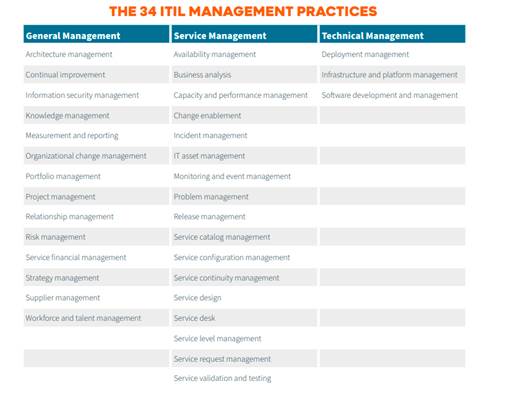 THE 34 ITIL MANAGEMENT PRACTICES
General Management Service Management Technical Management
Architecture management Availability management Deployment management
Continual improvement Business analysis Infrastructure and platform management
Information security management Capacity and performance management Software development and management
Knowledge management Change enablement
Measurement and reporting Incident management
Organizational change management IT asset management
Portfolio management Monitoring and event management
Project management Problem management
Relationship management Release management
Risk management Service catalog management
Service financial management Service configuration management
Strategy management Service continuity management
Supplier management Service design
Workforce and talent management Service desk
Service level management
Service request management
Service validation and testing